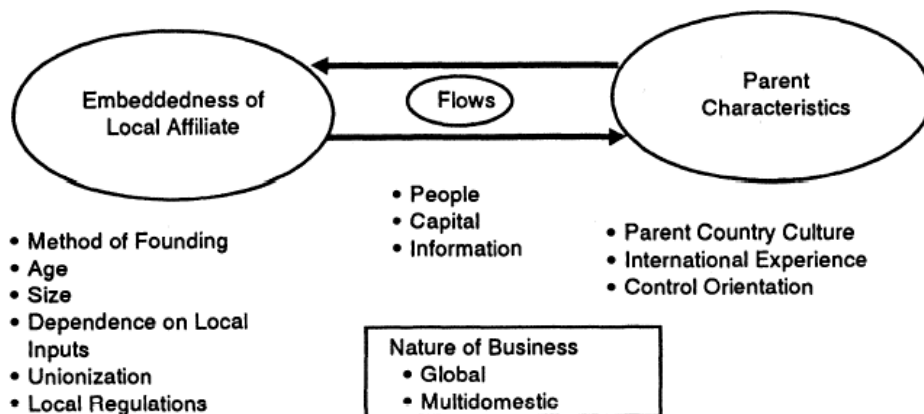 Embeddedness of
Local Affiliate
Flows
Parent
Characteristics
• People
• Capital
• Information
• Method of Founding
• Age
• Size
• Dependence on Local
Inputs
• Unionization
• Local Regulations
• Parent Country Culture
• International Experience
• Control Orientation
Nature of Business
• Global
• Multidomestic